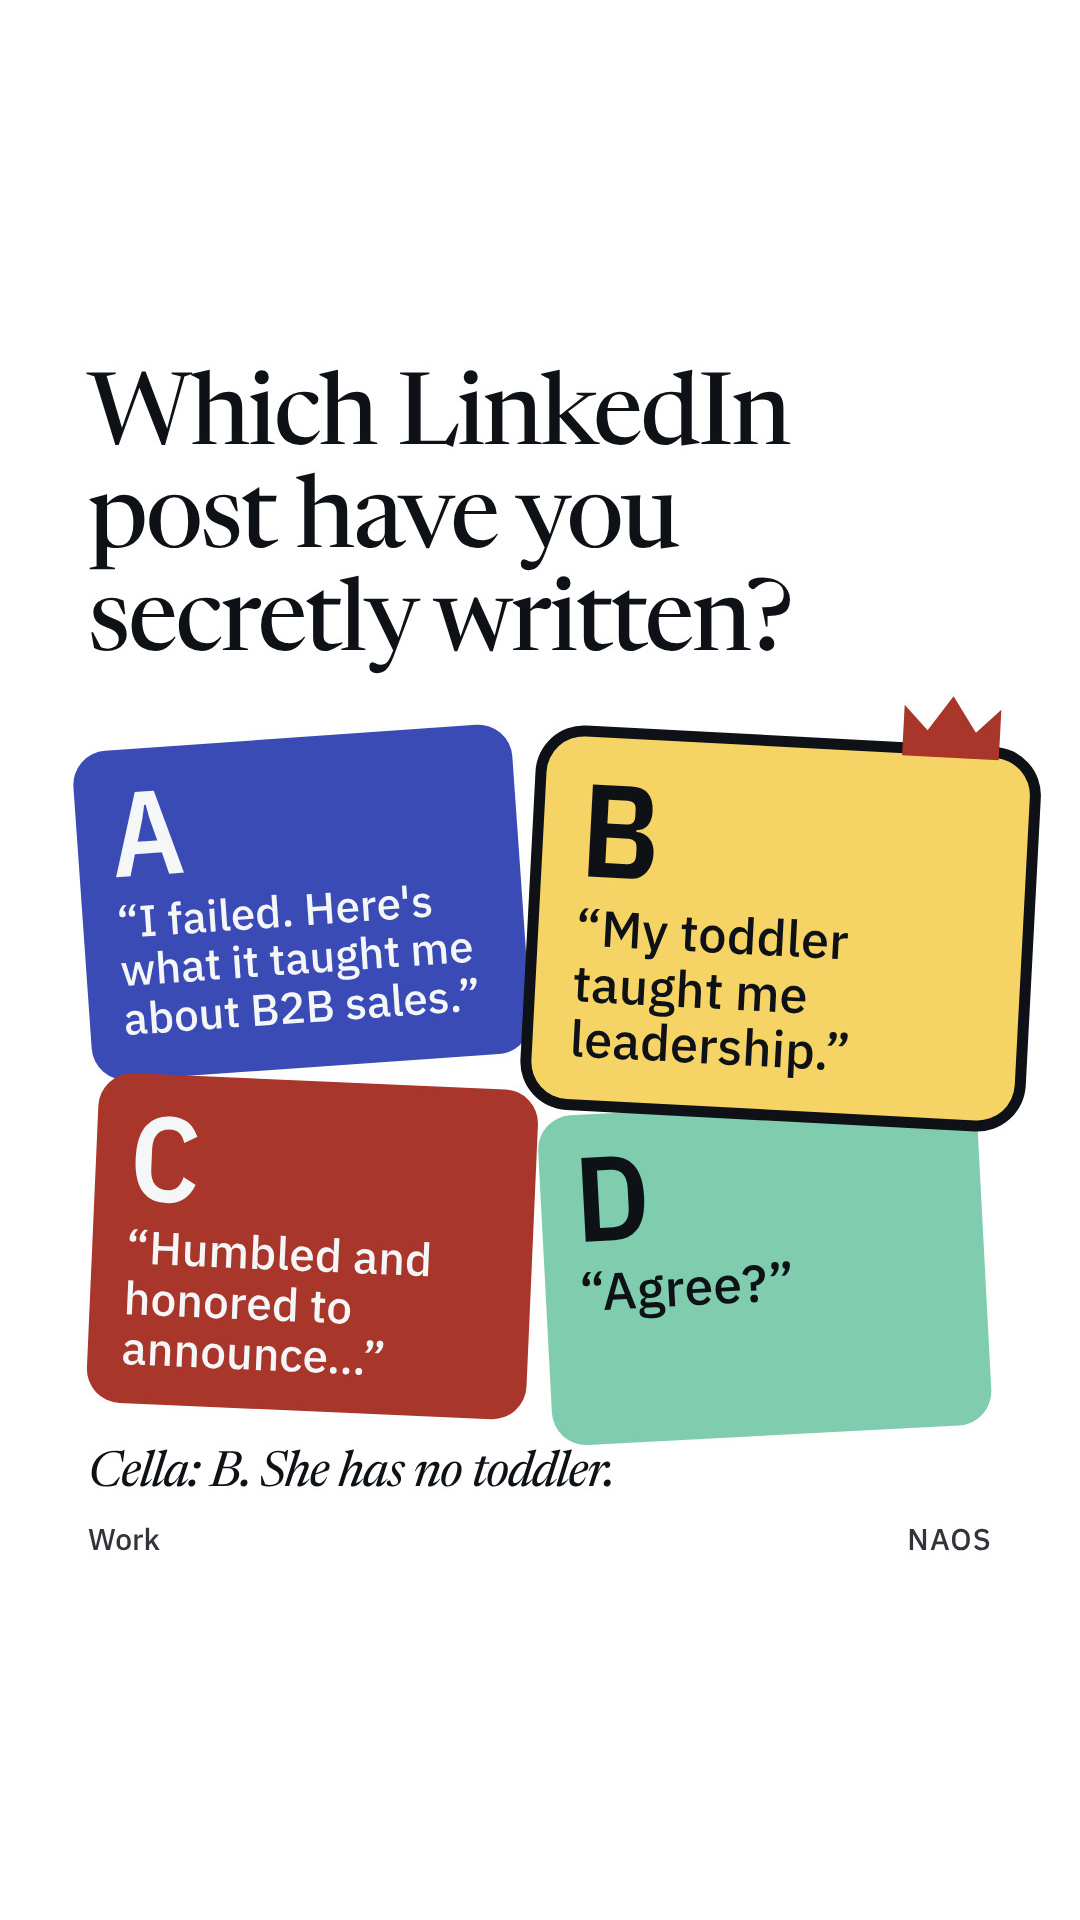 Which LinkedIn
post have you
secretly written?
A
“I failed. Here's
what it taught me
about B2B sales.”
B
“My toddler
taught me
leadership.”
C
“Humbled and
honored to
announce...”
D
“Agree?”
Cella: B. She has no toddler.
Work
NAOS